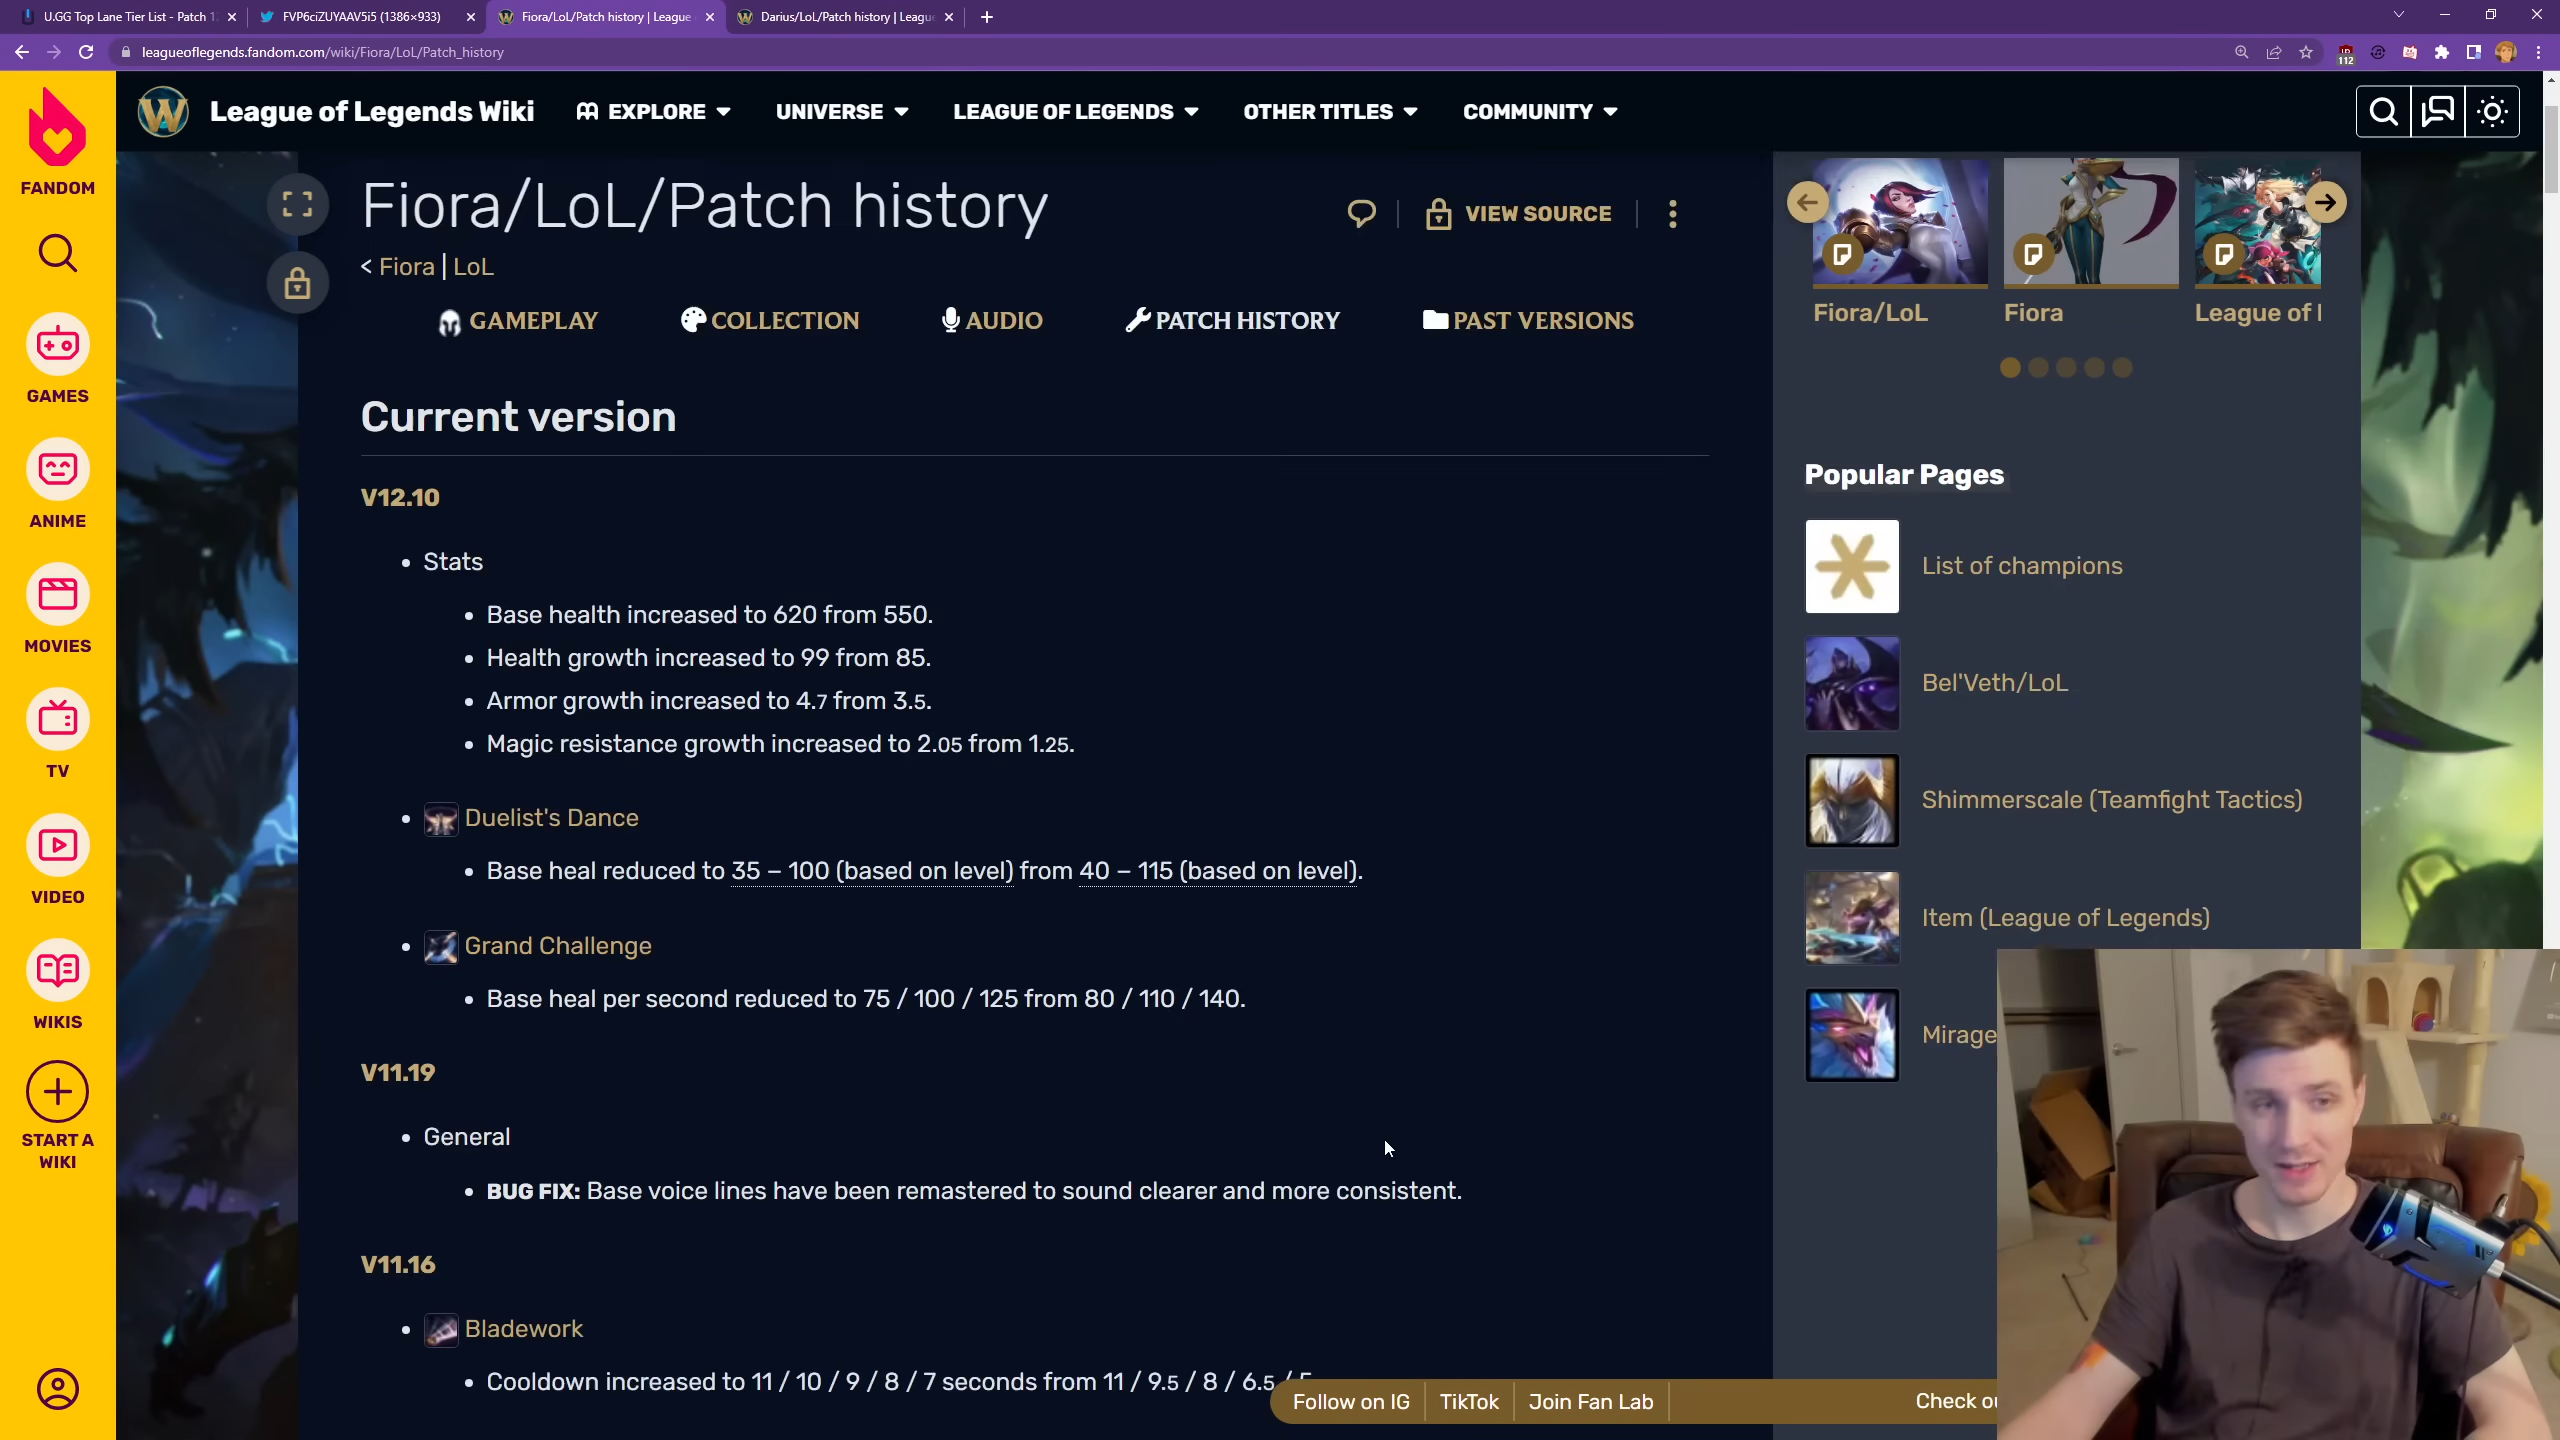 U.GG Top Lane Tier List - Patch 1
FVP6ciZUYAAV5i5 (1386×933)
Fiora/LoL/Patch history | League
Darius/LoL/Patch history | Leagu
leagueoflegends.fandom.com/wiki/Fiora/LoL/Patch_history
112
League of Legends Wiki
EXPLORE
UNIVERSE
LEAGUE OF LEGENDS
OTHER TITLES
COMMUNITY
FANDOM
GAMES
ANIME
MOVIES
TV
VIDEO
WIKIS
START A
WIKI
Fiora/LoL/Patch history
VIEW SOURCE
< Fiora | LoL
GAMEPLAY
COLLECTION
AUDIO
PATCH HISTORY
PAST VERSIONS
Current version
V12.10
• Stats
• Base health increased to 620 from 550.
• Health growth increased to 99 from 85.
• Armor growth increased to 4.7 from 3.5.
• Magic resistance growth increased to 2.05 from 1.25.
• Duelist's Dance
• Base heal reduced to 35 – 100 (based on level) from 40 – 115 (based on level).
• Grand Challenge
• Base heal per second reduced to 75 / 100 / 125 from 80 / 110 / 140.
V11.19
• General
• BUG FIX: Base voice lines have been remastered to sound clearer and more consistent.
V11.16
• Bladework
• Cooldown increased to 11 / 10 / 9 / 8 / 7 seconds from 11 / 9.5 / 8 / 6.5 /
Fiora/LoL
Fiora
League of
Popular Pages
List of champions
Bel'Veth/LoL
Shimmerscale (Teamfight Tactics)
Item (League of Legends)
Mirage
Follow on IG
TikTok
Join Fan Lab
Check ou